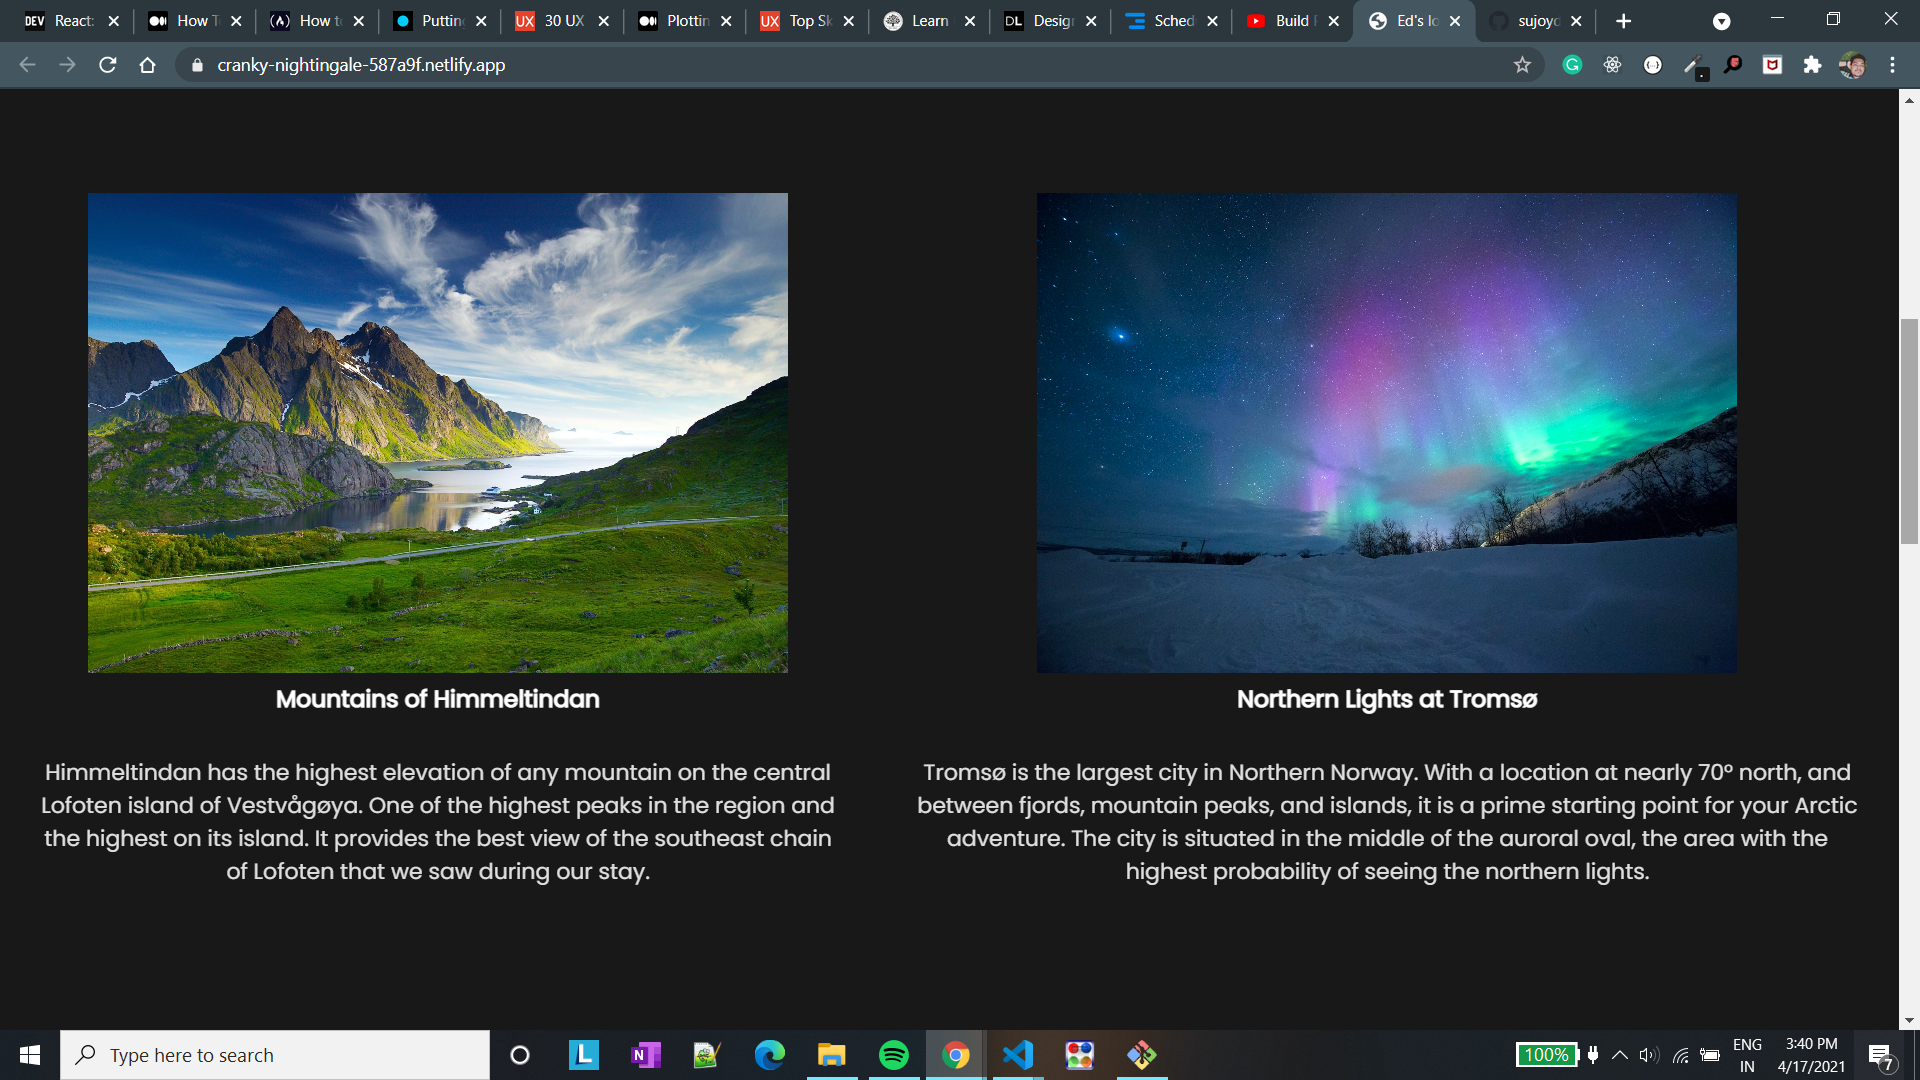 DEV React:
How T
How to
Putting
UX 30 UX
Plottin
UX Top Sk
Learn
DL Design
Sched
Build
Ed's lo
sujoyd
cranky-nightingale-587a9f.netlify.app
Mountains of Himmeltindan
Himmeltindan has the highest elevation of any mountain on the central
Lofoten island of Vestvågøya. One of the highest peaks in the region and
the highest on its island. It provides the best view of the southeast chain
of Lofoten that we saw during our stay.
Northern Lights at Tromsø
Tromsø is the largest city in Northern Norway. With a location at nearly 70° north, and
between fjords, mountain peaks, and islands, it is a prime starting point for your Arctic
adventure. The city is situated in the middle of the auroral oval, the area with the
highest probability of seeing the northern lights.
Type here to search
100%
ENG
IN
3:40 PM
4/17/2021
7